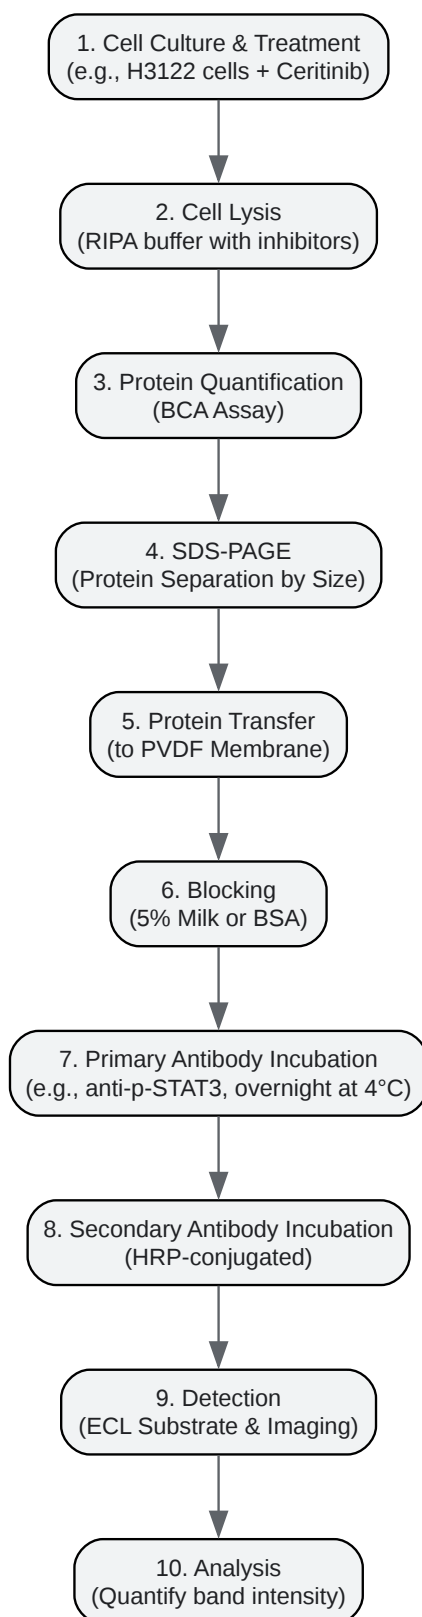 1. Cell Culture & Treatment
(e.g., H3122 cells + Ceritinib)
2. Cell Lysis
(RIPA buffer with inhibitors)
3. Protein Quantification
(BCA Assay)
4. SDS-PAGE
(Protein Separation by Size)
5. Protein Transfer
(to PVDF Membrane)
6. Blocking
(5% Milk or BSA)
7. Primary Antibody Incubation
(e.g., anti-p-STAT3, overnight at 4°C)
8. Secondary Antibody Incubation
(HRP-conjugated)
9. Detection
(ECL Substrate & Imaging)
10. Analysis
(Quantify band intensity)